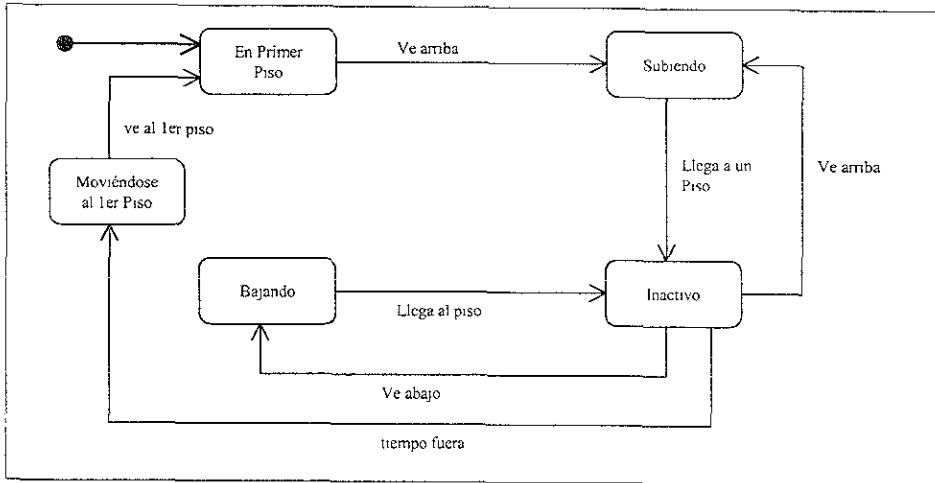 En Primer
Piso
Ve arriba
Subiendo
ve al 1er piso
Llega a un
Piso
Ve arriba
Moviéndose
al 1er Piso
Bajando
Llega al piso
Inactivo
Ve abajo
tiempo fuera